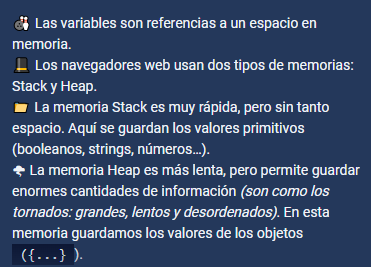 🎳 Las variables son referencias a un espacio en
memoria.
🎩 Los navegadores web usan dos tipos de memorias:
Stack y Heap.
📁 La memoria Stack es muy rápida, pero sin tanto
espacio. Aquí se guardan los valores primitivos
(booleanos, strings, números…).
🌪 La memoria Heap es más lenta, pero permite guardar
enormes cantidades de información (son como los
tornados: grandes, lentos y desordenados). En esta
memoria guardamos los valores de los objetos
({...}).